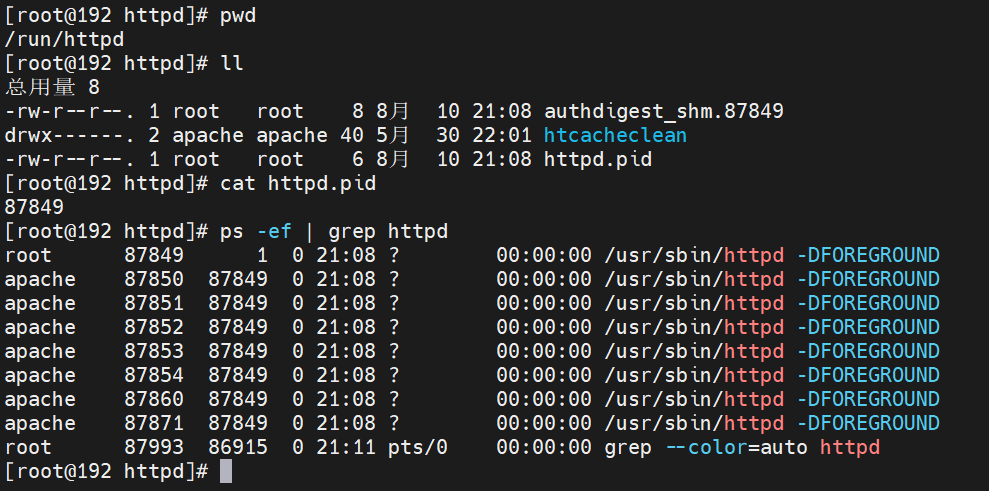 [root@192 httpd]# pwd
/run/httpd
[root@192 httpd]# ll
总用量 8
-rw-r--r--. 1 root   root    8 8月  10 21:08 authdigest_shm.87849
drwx------. 2 apache apache 40 5月  30 22:01 htcacheclean
-rw-r--r--. 1 root   root    6 8月  10 21:08 httpd.pid
[root@192 httpd]# cat httpd.pid
87849
[root@192 httpd]# ps -ef | grep httpd
root      87849      1  0 21:08 ?        00:00:00 /usr/sbin/httpd -DFOREGROUND
apache    87850  87849  0 21:08 ?        00:00:00 /usr/sbin/httpd -DFOREGROUND
apache    87851  87849  0 21:08 ?        00:00:00 /usr/sbin/httpd -DFOREGROUND
apache    87852  87849  0 21:08 ?        00:00:00 /usr/sbin/httpd -DFOREGROUND
apache    87853  87849  0 21:08 ?        00:00:00 /usr/sbin/httpd -DFOREGROUND
apache    87854  87849  0 21:08 ?        00:00:00 /usr/sbin/httpd -DFOREGROUND
apache    87860  87849  0 21:08 ?        00:00:00 /usr/sbin/httpd -DFOREGROUND
apache    87871  87849  0 21:08 ?        00:00:00 /usr/sbin/httpd -DFOREGROUND
root      87993  86915  0 21:11 pts/0    00:00:00 grep --color=auto httpd
[root@192 httpd]#